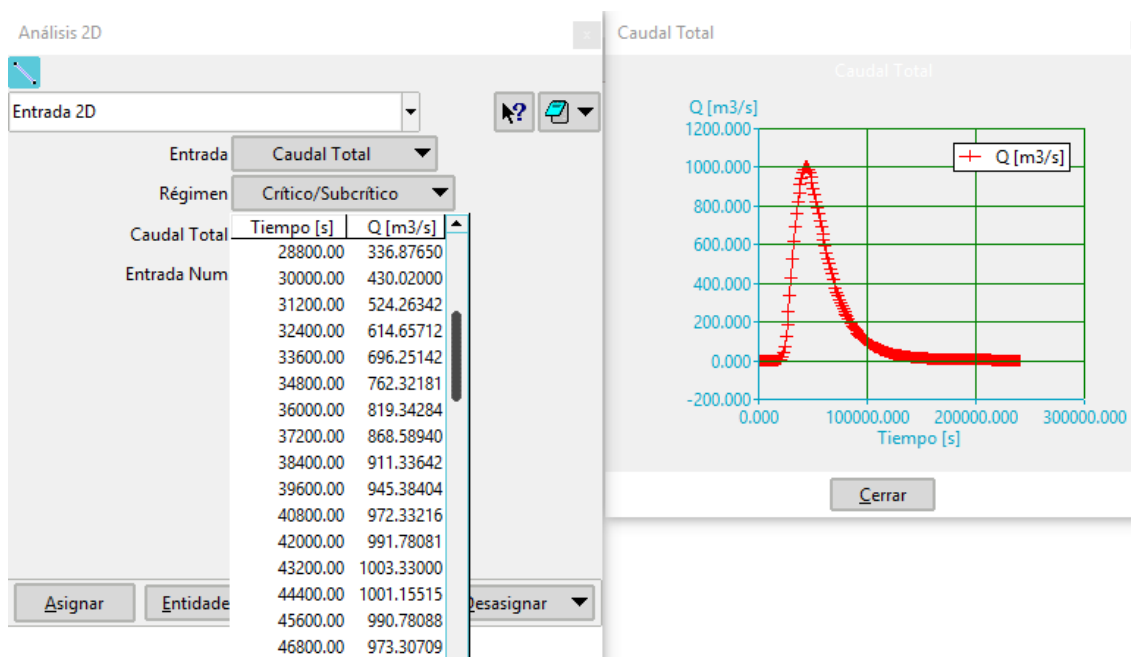 Análisis 2D
x
Entrada 2D
?
Entrada Caudal Total
Régimen Crítico/Subcrítico
Caudal Total
Entrada Num
Tiempo [s] Q [m3/s]
28800.00 336.87650
30000.00 430.02000
31200.00 524.26342
32400.00 614.65712
33600.00 696.25142
34800.00 762.32181
36000.00 819.34284
37200.00 868.58940
38400.00 911.33642
39600.00 945.38404
40800.00 972.33216
42000.00 991.78081
43200.00 1003.33000
44400.00 1001.15515
45600.00 990.78088
46800.00 973.30709
Asignar Entidade Desasignar
Caudal Total
Caudal Total
Q [m3/s]
1200.000
1000.000
800.000
600.000
400.000
200.000
0.000
-200.000
0.000 100000.000 200000.000 300000.000
Tiempo [s]
Q [m3/s]
Cerrar